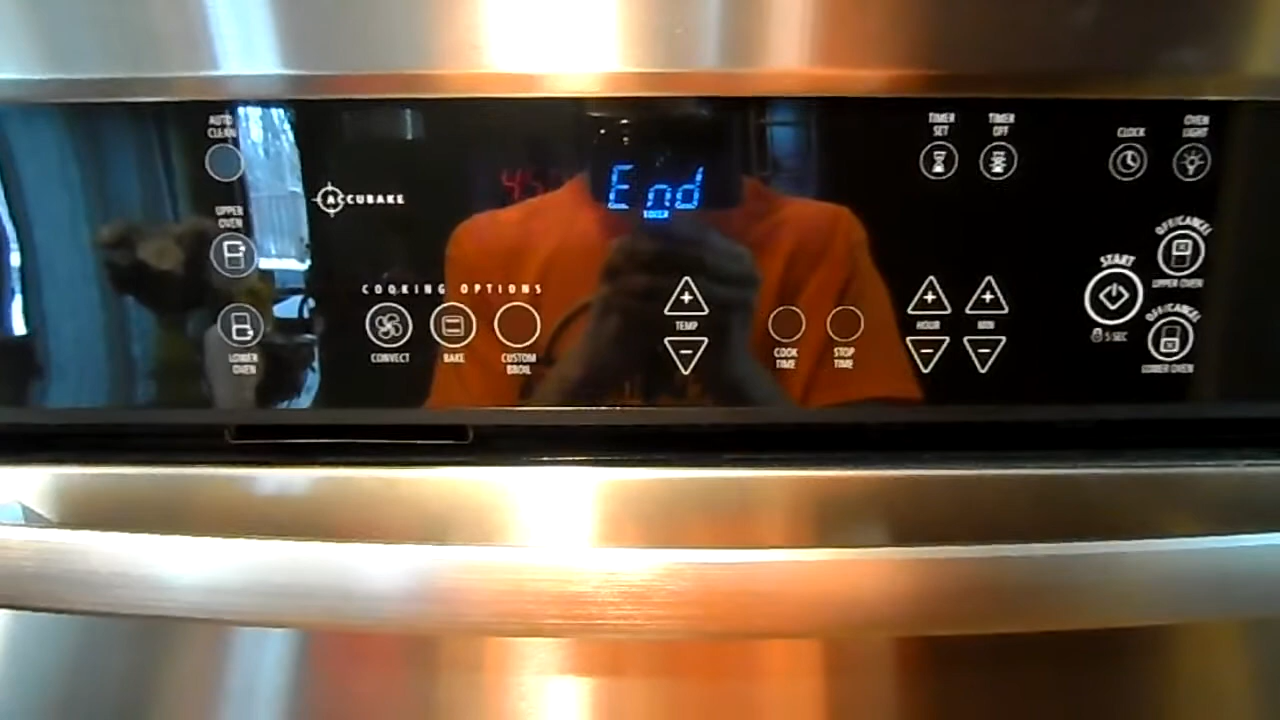 AUTO
CLEAN
TIMER
SET
TIMER
OFF
CLOCK
OVEN
LIGHT
End
ACCUBAKE
UPPER
OVEN
OFF/CANCEL
UPPER OVEN
START
5 SEC
COOKING OPTIONS
CONVECT
BAKE
CUSTOM
BROIL
TEMP
COOK
TIME
STOP
TIME
HOUR
MIN
OFF/CANCEL
LOWER OVEN
LOWER
OVEN